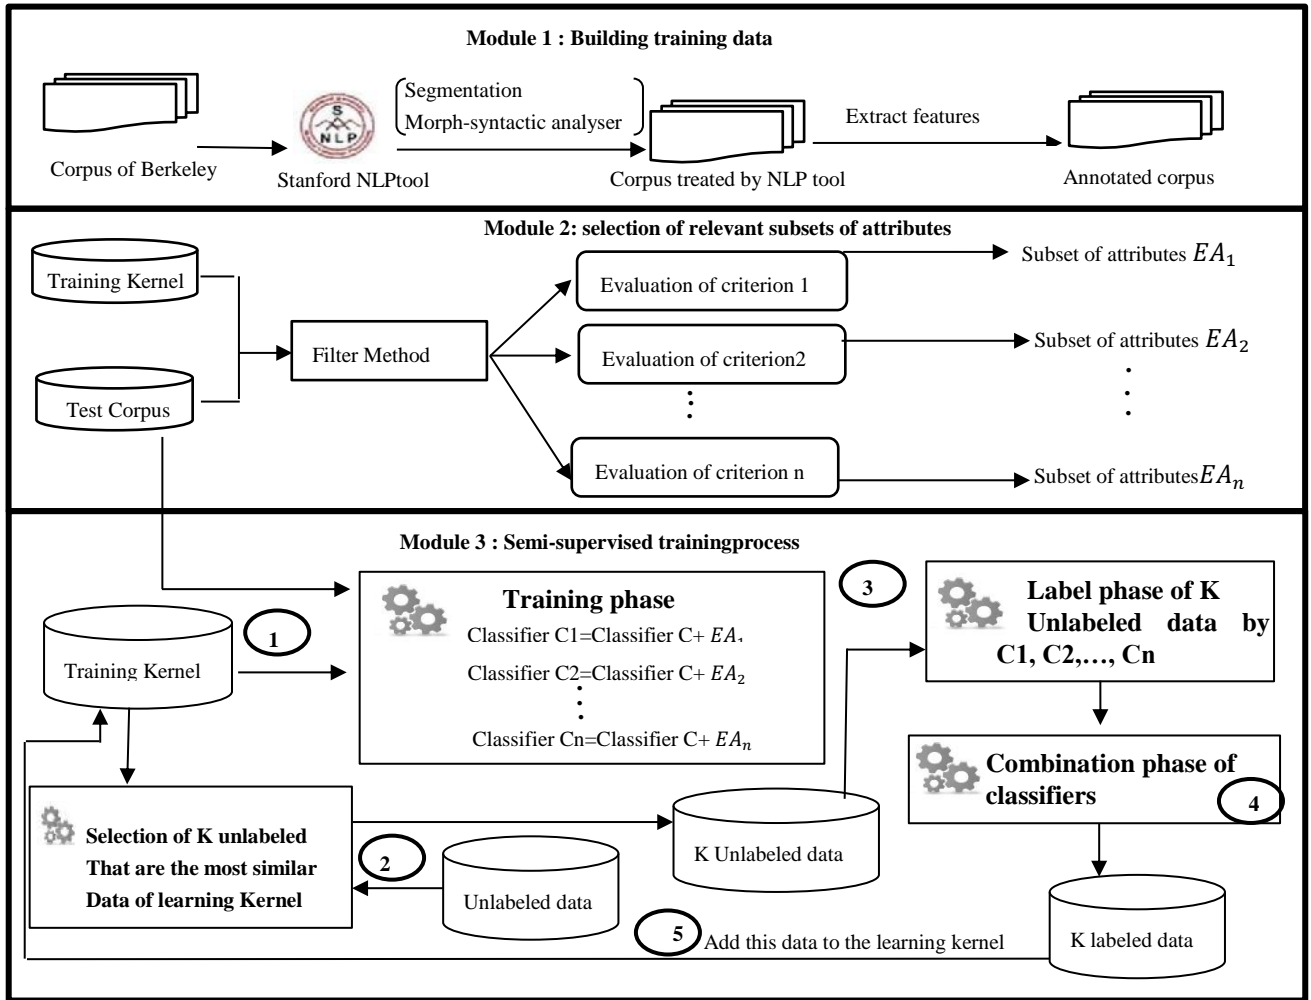 Module 1 : Building training data
Segmentation
Morph-syntactic analyser
Extract features
S
NLP
Corpus of Berkeley
Stanford NLPtool
Corpus treated by NLP tool
Annotated corpus
Module 2: selection of relevant subsets of attributes
Training Kernel
Test Corpus
Filter Method
Evaluation of criterion 1
Subset of attributes EA₁
Evaluation of criterion2
Subset of attributes EA₂
Evaluation of criterion n
Subset of attributesEAₙ
Module 3 : Semi-supervised trainingprocess
Training Kernel
1
Training phase
Classifier C1=Classifier C+ EA₁
Classifier C2=Classifier C+ EA₂
Classifier Cn=Classifier C+ EAₙ
3
Label phase of K
Unlabeled data by
C1, C2,…, Cn
Combination phase of
classifiers
4
Selection of K unlabeled
That are the most similar
Data of learning Kernel
2
Unlabeled data
K Unlabeled data
5
Add this data to the learning kernel
K labeled data